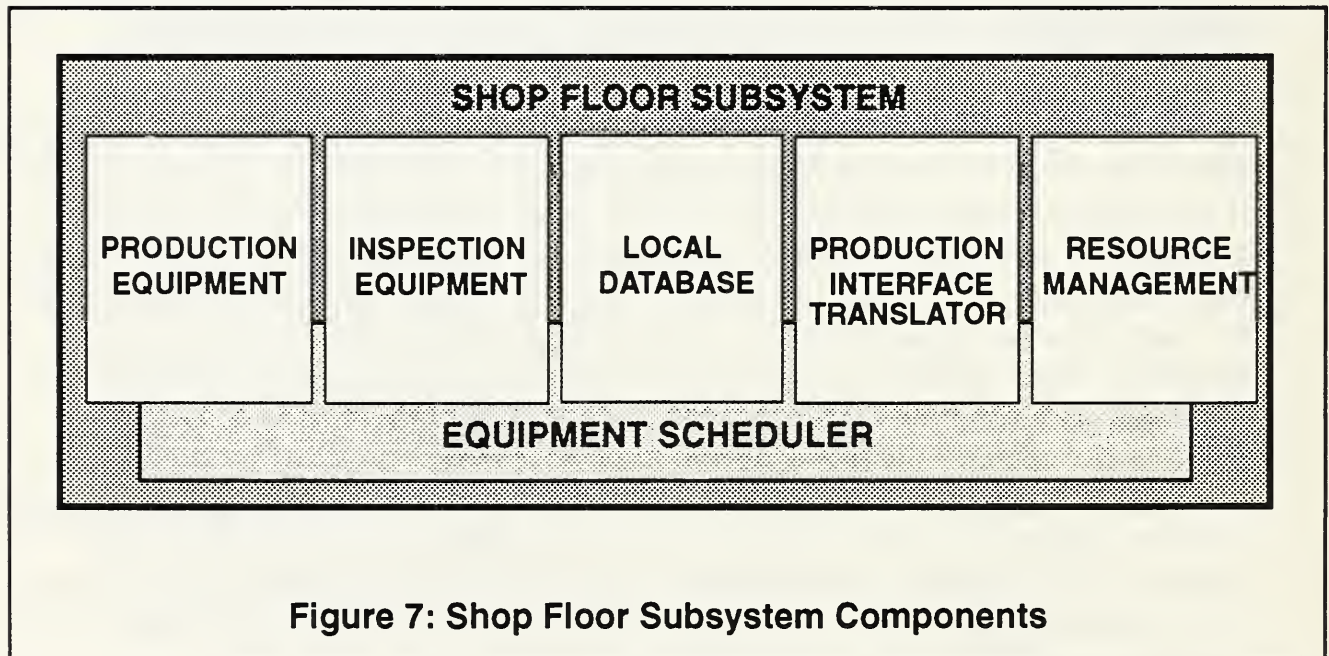 SHOP FLOOR SUBSYSTEM
PRODUCTION
EQUIPMENT
INSPECTION
EQUIPMENT
LOCAL
DATABASE
PRODUCTION
INTERFACE
TRANSLATOR
RESOURCE
MANAGEMENT
EQUIPMENT SCHEDULER
Figure 7: Shop Floor Subsystem Components